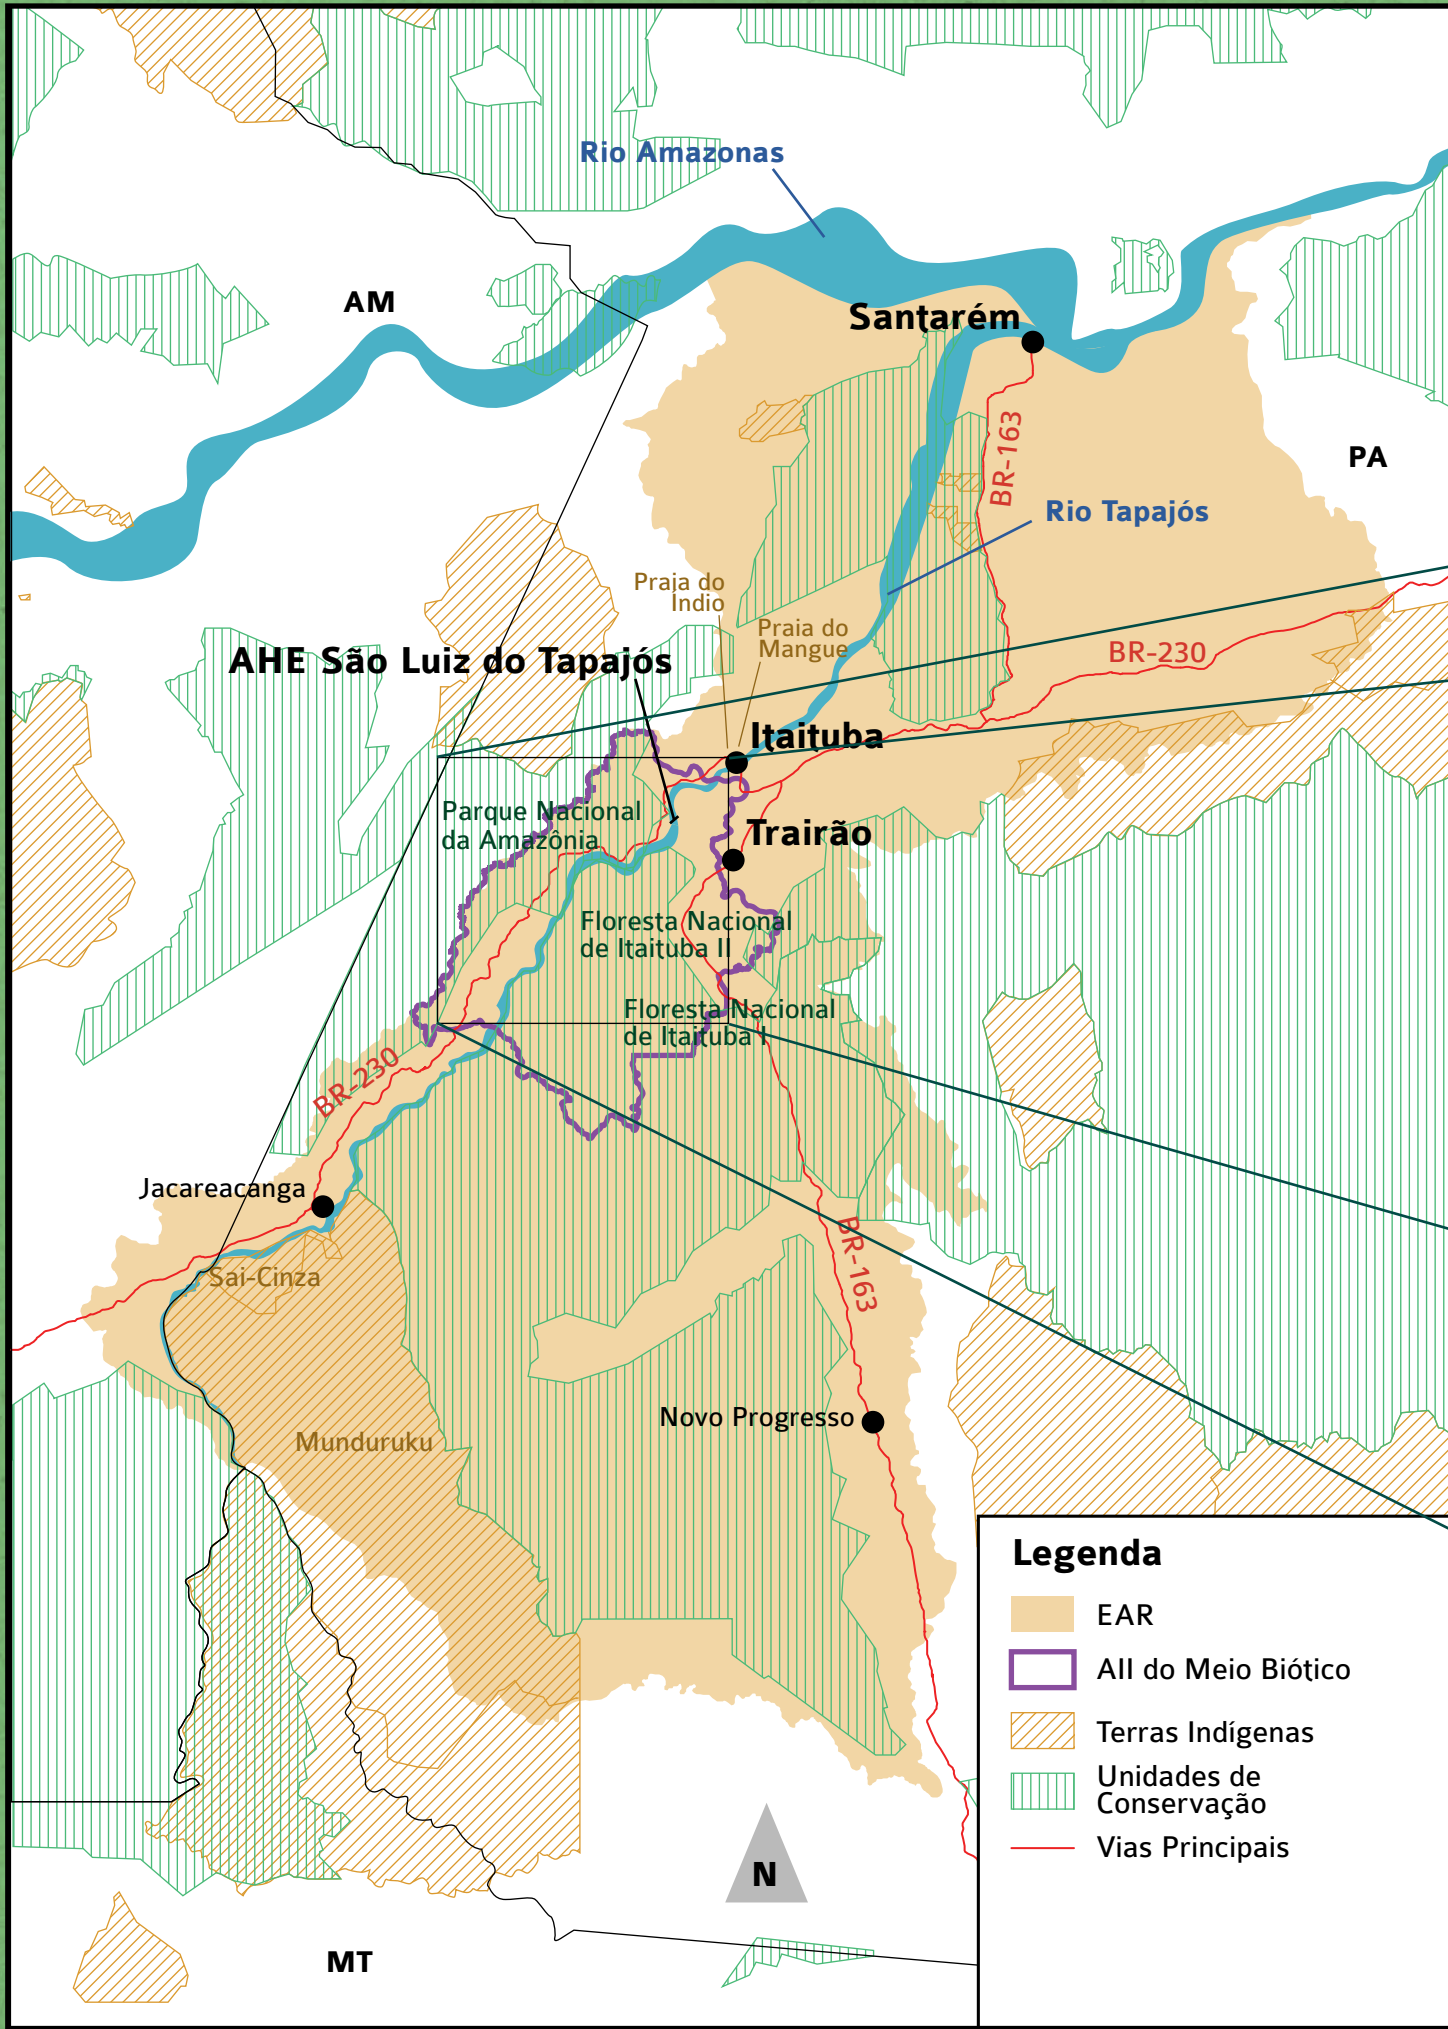 Rio Amazonas
AM
Santarém
PA
BR-163
Rio Tapajós
Praia do
Índio
Praia do
Mangue
BR-230
AHE São Luiz do Tapajós
Itaituba
Parque Nacional
da Amazônia
Trairão
Floresta Nacional
de Itaituba II
Floresta Nacional
de Itaituba I
BR-230
Jacareacanga
BR-163
Sai-Cinza
Novo Progresso
Munduruku
Legenda
EAR
AII do Meio Biótico
Terras Indígenas
Unidades de
Conservação
Vias Principais
N
MT